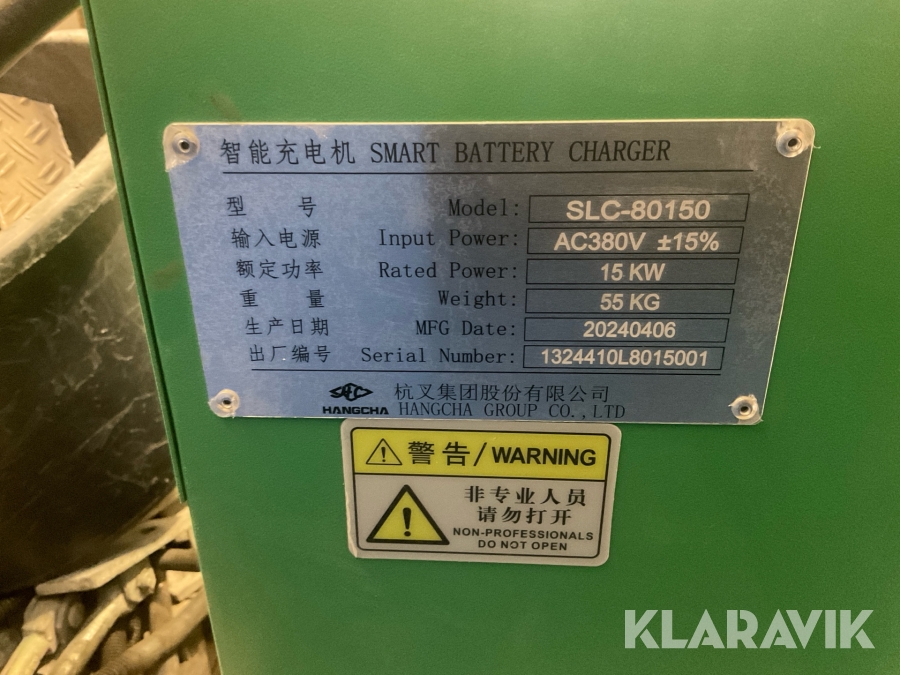 智能充电机 SMART BATTERY CHARGER
型 号 Model: SLC-80150
输入电源 Input Power: AC380V ±15%
额定功率 Rated Power: 15 KW
重 量 Weight: 55 KG
生产日期 MFG Date: 20240406
出厂编号 Serial Number: 1324410L8015001
杭叉集团股份有限公司
HANGCHA HANGCHA GROUP CO.,LTD
警告/WARNING
非专业人员
请勿打开
NON-PROFESSIONALS
DO NOT OPEN
KLARAVIK